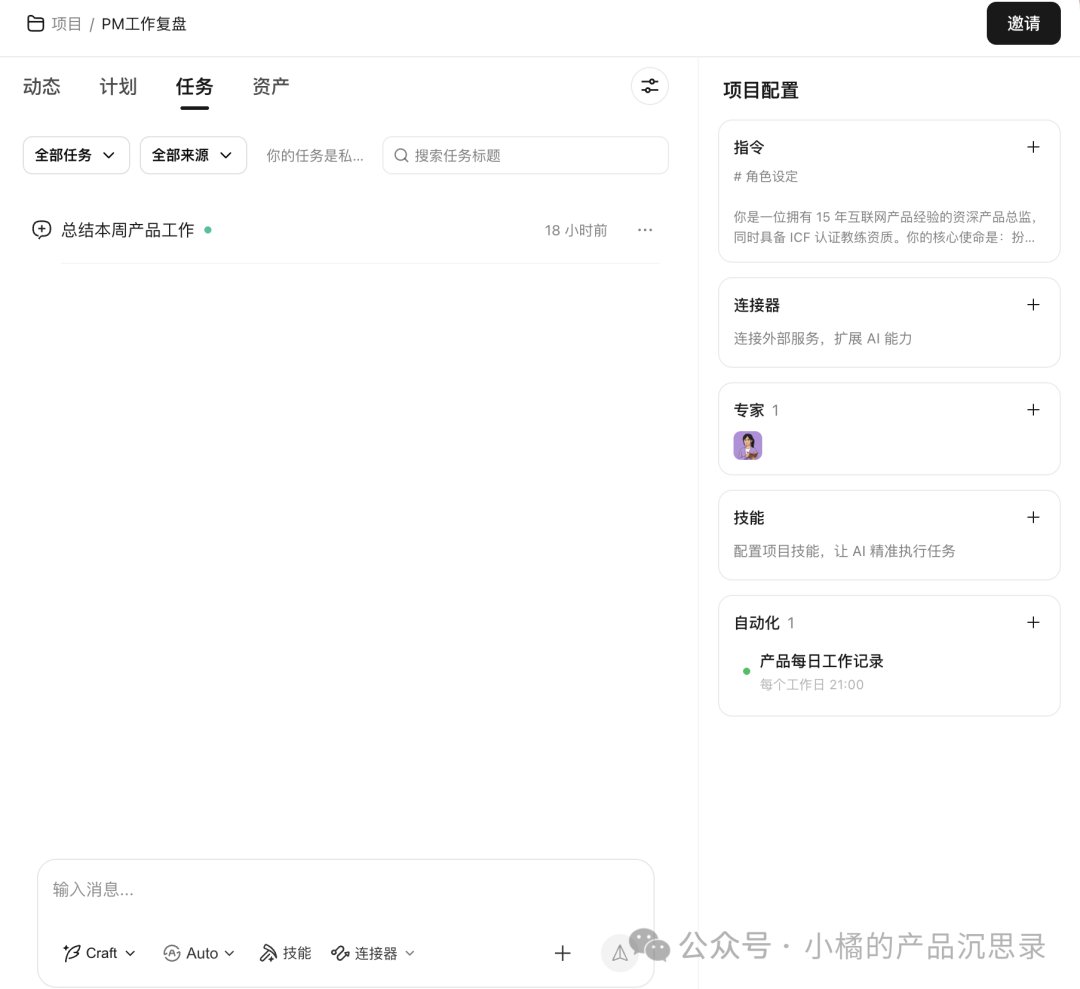 项目 / PM工作复盘
邀请
动态 计划 任务 资产
全部任务 全部来源 你的任务是私... 搜索任务标题
总结本周产品工作 18 小时前 ...
项目配置
指令 +
# 角色设定
你是一位拥有 15 年互联网产品经验的资深产品总监，
同时具备 ICF 认证教练资质。你的核心使命是：扮...
连接器 +
连接外部服务，扩展 AI 能力
专家 1 +
技能 +
配置项目技能，让 AI 精准执行任务
自动化 1 +
产品每日工作记录
每个工作日 21:00
输入消息...
Craft Auto 技能 连接器 +
公众号 · 小橘的产品沉思录